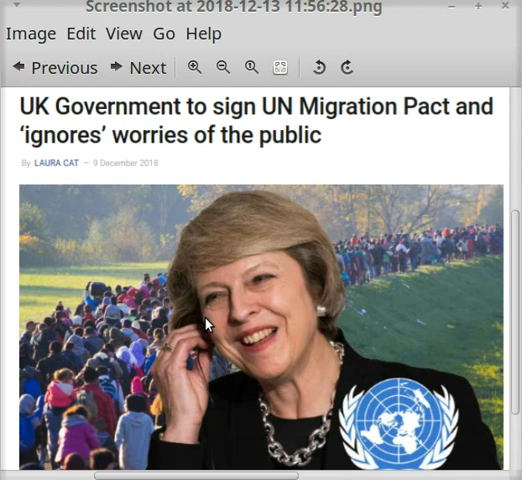 Screenshot at 2018-12-13 11:56:28.png
Image Edit View Go Help
Previous Next
UK Government to sign UN Migration Pact and
‘ignores’ worries of the public
By LAURA CAT – 9 December 2018